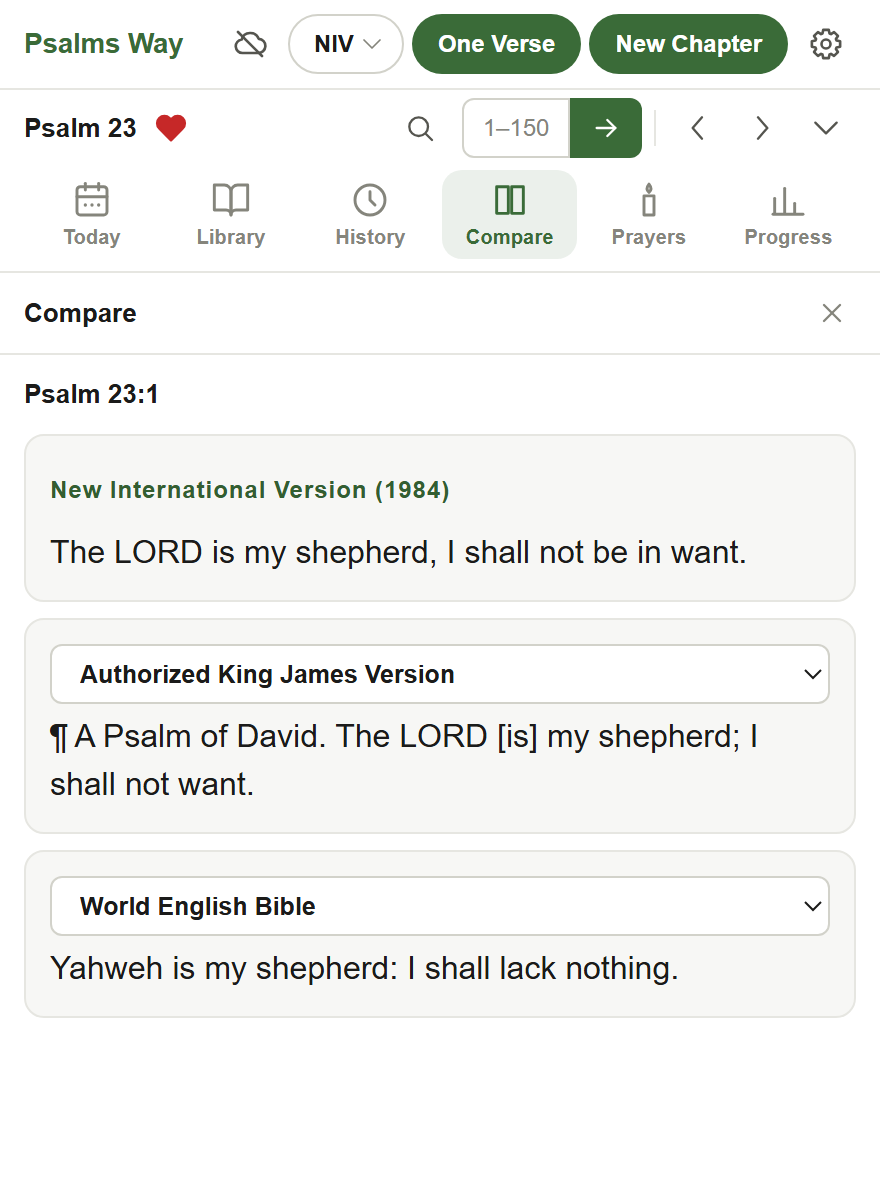 Psalms Way
NIV
One Verse
New Chapter
Psalm 23
1–150
Today
Library
History
Compare
Prayers
Progress
Compare
Psalm 23:1
New International Version (1984)
The LORD is my shepherd, I shall not be in want.
Authorized King James Version
¶ A Psalm of David. The LORD [is] my shepherd; I
shall not want.
World English Bible
Yahweh is my shepherd: I shall lack nothing.